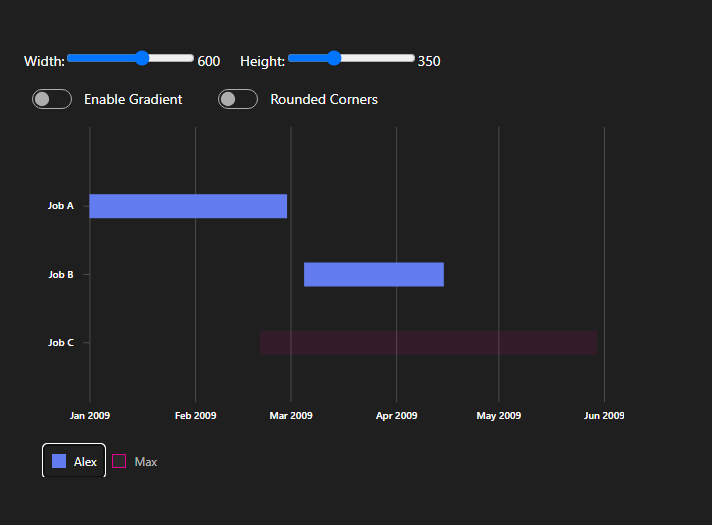 Width: 600 Height: 350
Enable Gradient Rounded Corners
Job A
Job B
Job C
Jan 2009 Feb 2009 Mar 2009 Apr 2009 May 2009 Jun 2009
Alex Max